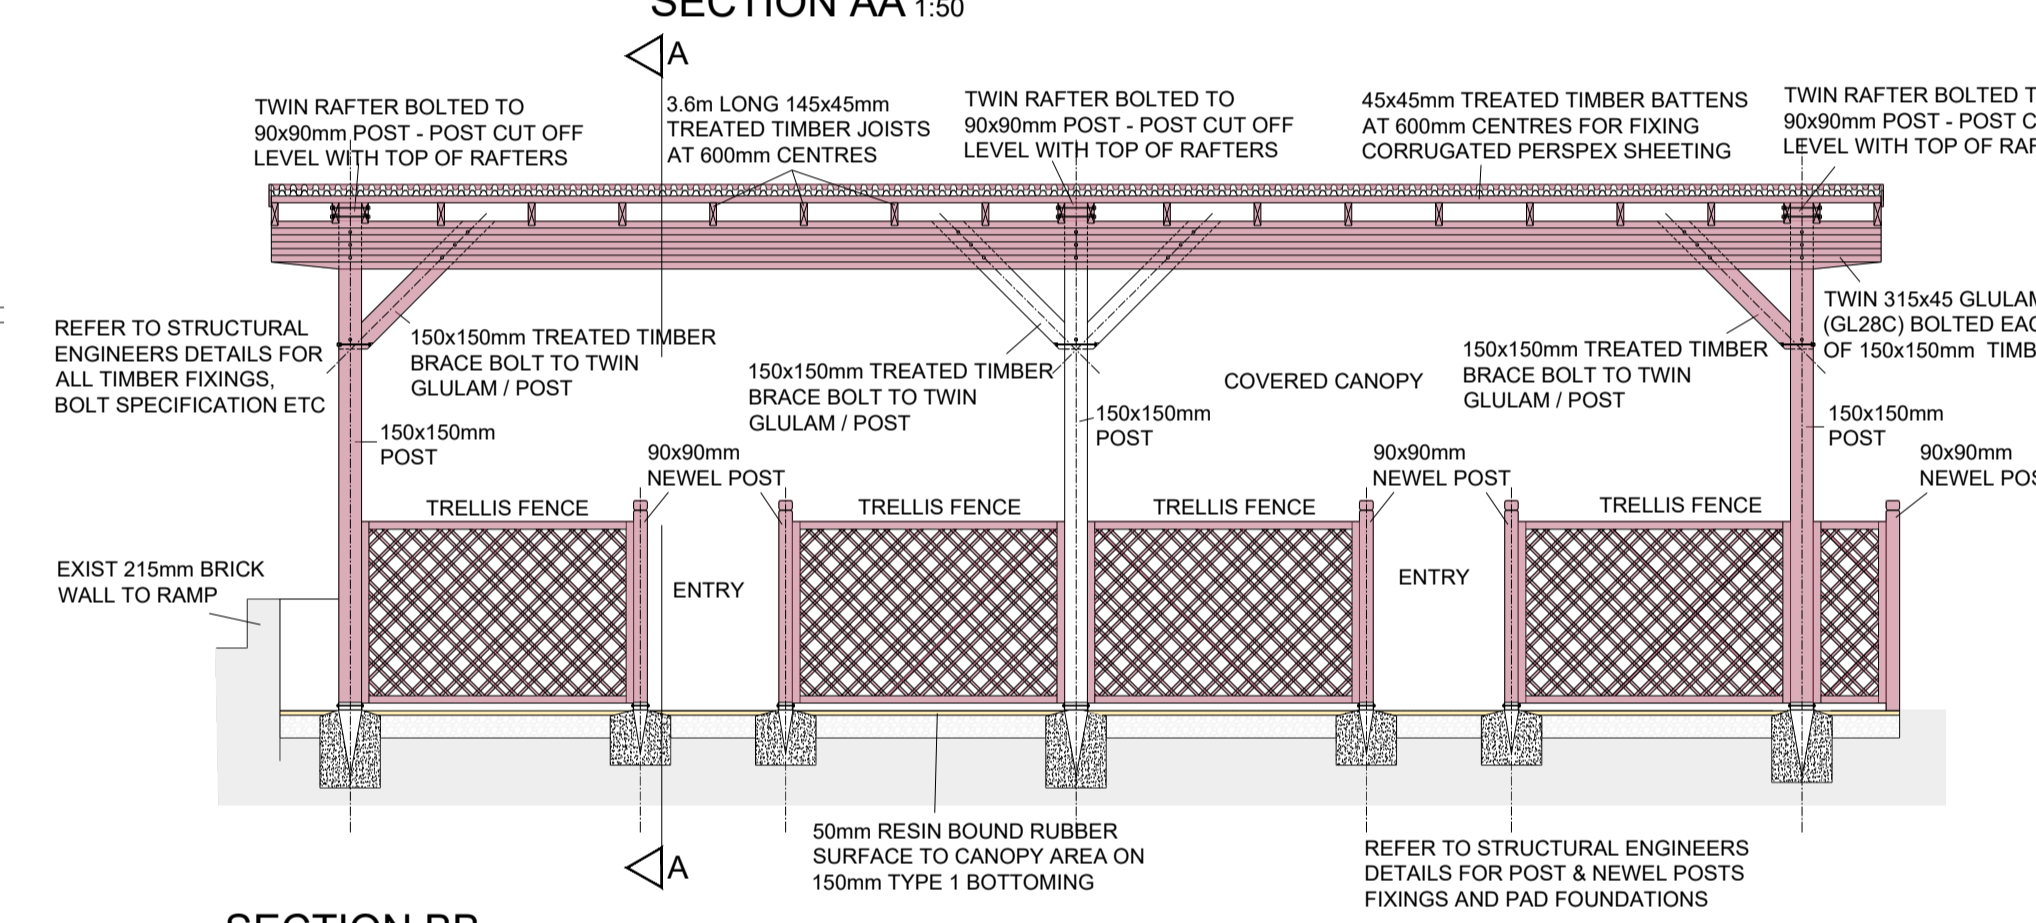 SECTION AA 1:50
A
TWIN RAFTER BOLTED TO
90x90mm POST - POST CUT OFF
LEVEL WITH TOP OF RAFTERS
3.6m LONG 145x45mm
TREATED TIMBER JOISTS
AT 600mm CENTRES
TWIN RAFTER BOLTED TO
90x90mm POST - POST CUT OFF
LEVEL WITH TOP OF RAFTERS
45x45mm TREATED TIMBER BATTENS
AT 600mm CENTRES FOR FIXING
CORRUGATED PERSPEX SHEETING
TWIN RAFTER BOLTED T
90x90mm POST - POST C
LEVEL WITH TOP OF RAF
REFER TO STRUCTURAL
ENGINEERS DETAILS FOR
ALL TIMBER FIXINGS,
BOLT SPECIFICATION ETC
150x150mm TREATED TIMBER
BRACE BOLT TO TWIN
GLULAM / POST
150x150mm TREATED TIMBER
BRACE BOLT TO TWIN
GLULAM / POST
COVERED CANOPY
150x150mm TREATED TIMBER
BRACE BOLT TO TWIN
GLULAM / POST
TWIN 315x45 GLULAM
(GL28C) BOLTED EAC
OF 150x150mm TIMB
150x150mm
POST
150x150mm
POST
150x150mm
POST
90x90mm
NEWEL POST
90x90mm
NEWEL POST
90x90mm
NEWEL POS
TRELLIS FENCE
TRELLIS FENCE
TRELLIS FENCE
TRELLIS FENCE
EXIST 215mm BRICK
WALL TO RAMP
ENTRY
ENTRY
50mm RESIN BOUND RUBBER
SURFACE TO CANOPY AREA ON
150mm TYPE 1 BOTTOMING
REFER TO STRUCTURAL ENGINEERS
DETAILS FOR POST & NEWEL POSTS
FIXINGS AND PAD FOUNDATIONS
A
SECTION BB